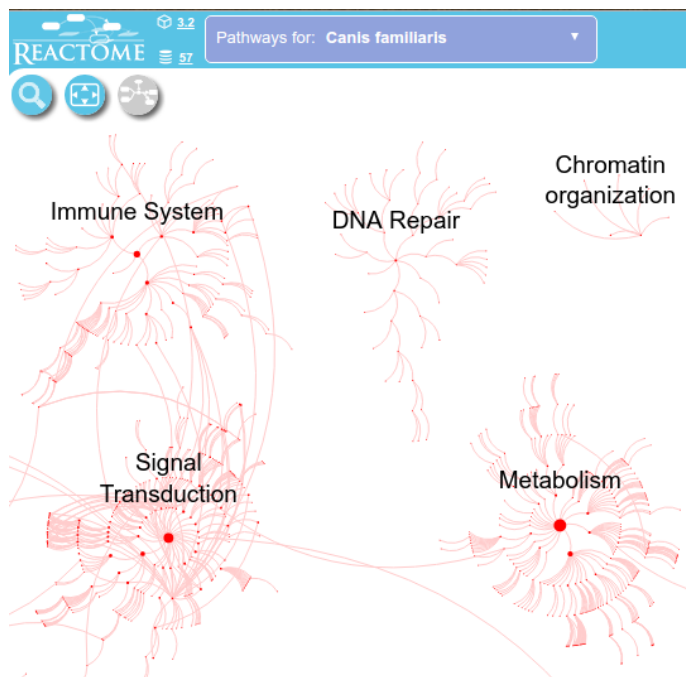 REACTOME
3.2
57
Pathways for: Canis familiaris
Immune System
DNA Repair
Chromatin
organization
Signal
Transduction
Metabolism